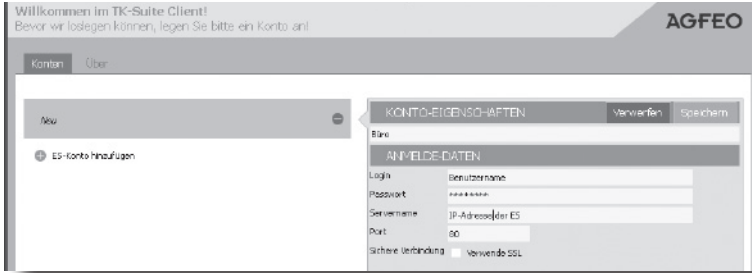 Willkommen im TK-Suite Client!
Bevor wir loslegen können, legen Sie bitte ein Konto an!
AGFEO
Konten Über
Neu
ES-Konto hinzufügen
KONTO-EIGENSCHAFTEN Verwerfen Speichern
Büro
ANMELDE-DATEN
Login Benutzername
Passwort ********
Servername IP-Adresse der ES
Port 80
Sichere Verbindung Verwende SSL